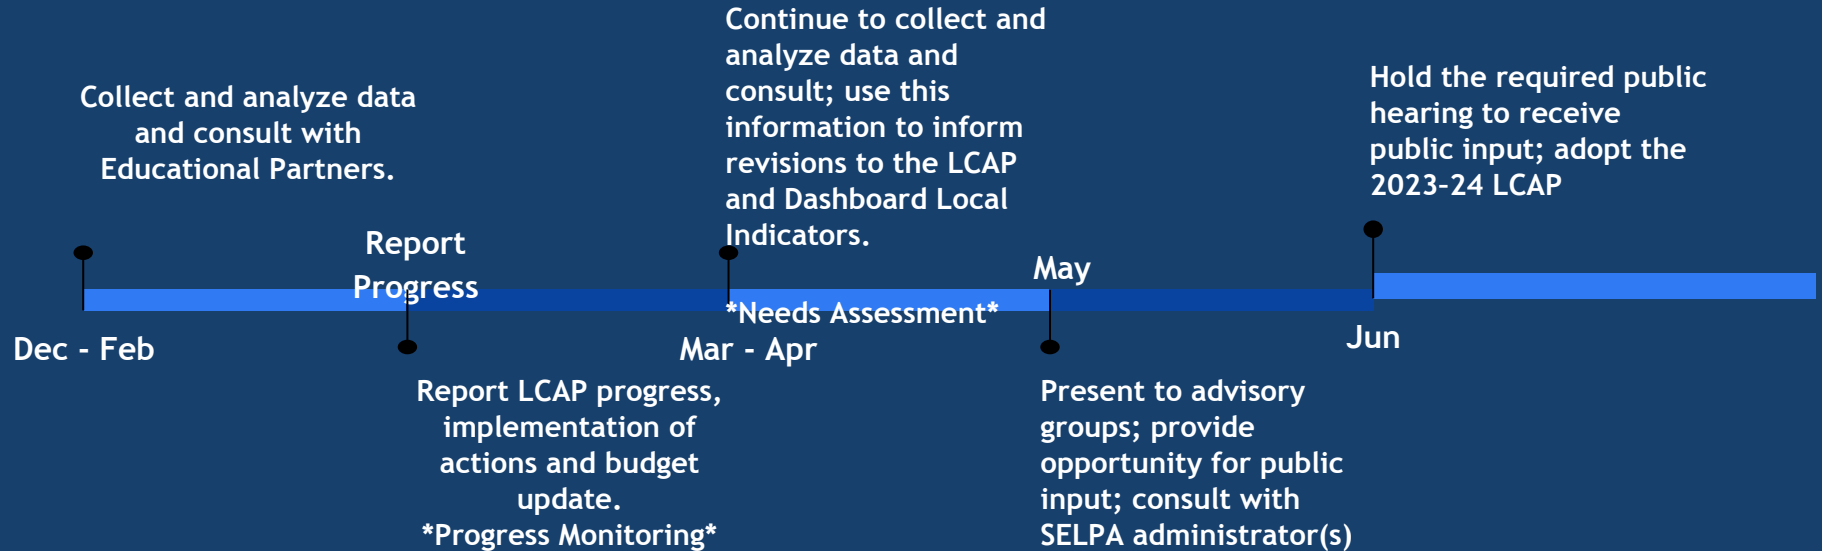 Collect and analyze data
and consult with
Educational Partners.
Dec - Feb
Report
Progress
Report LCAP progress,
implementation of
actions and budget
update.
*Progress Monitoring*
Continue to collect and
analyze data and
consult; use this
information to inform
revisions to the LCAP
and Dashboard Local
Indicators.
*Needs Assessment*
Mar - Apr
May
Present to advisory
groups; provide
opportunity for public
input; consult with
SELPA administrator(s)
Hold the required public
hearing to receive
public input; adopt the
2023–24 LCAP
Jun